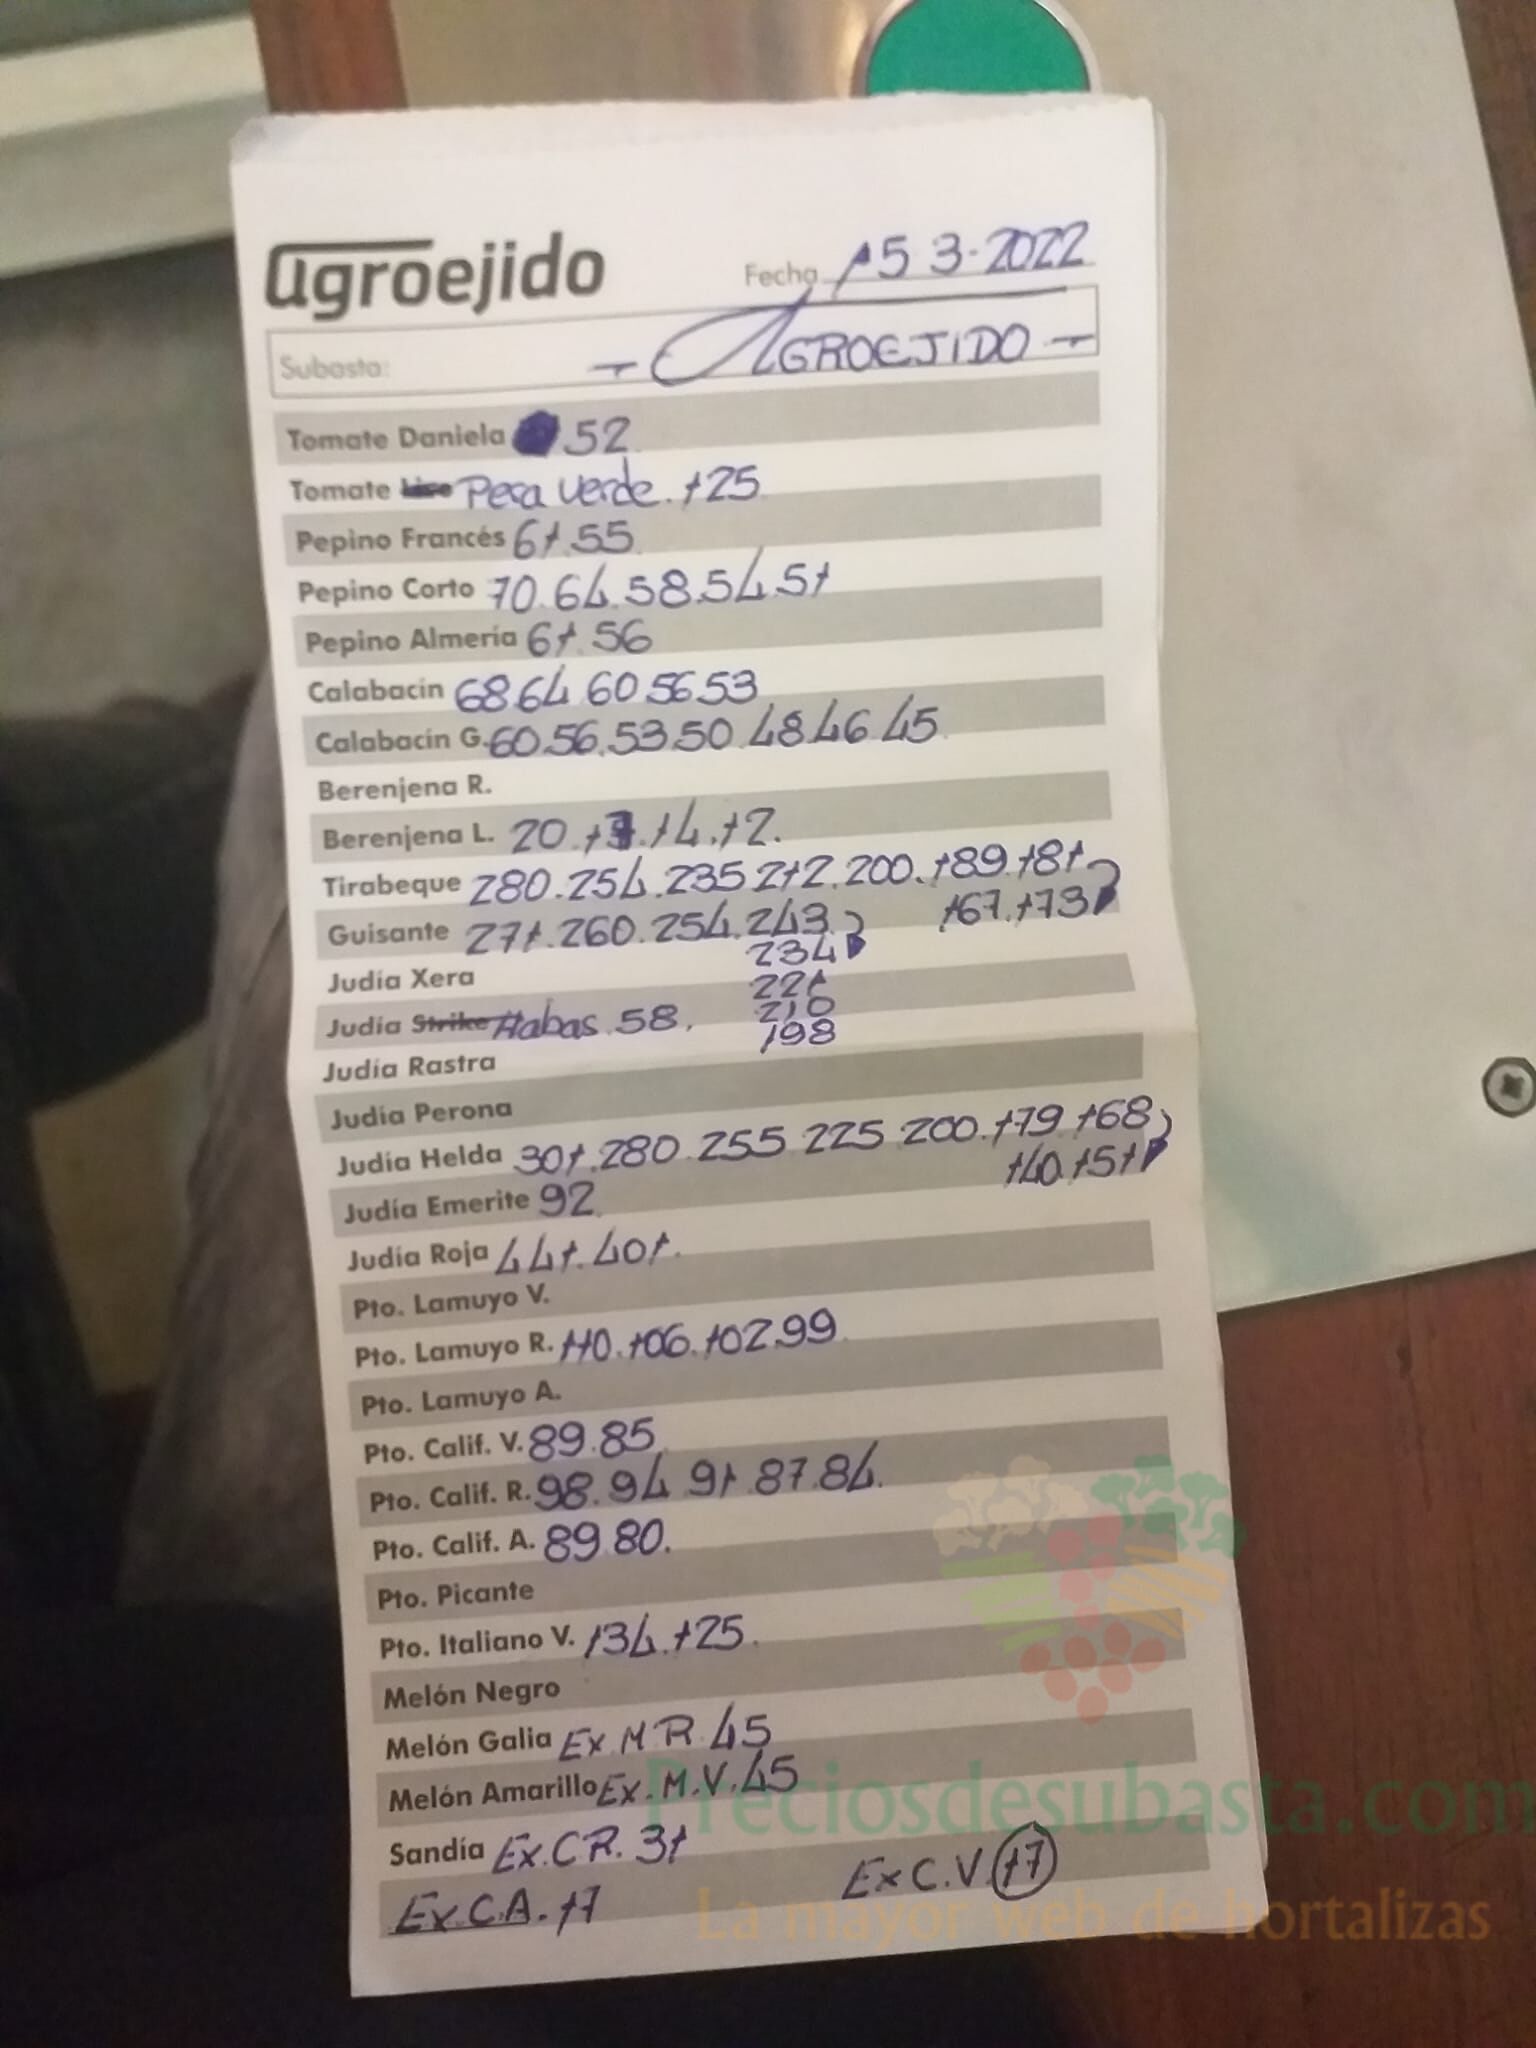 agroejido
Fecha 15 3-2022
Subasta: - AGROEJIDO -
Tomate Daniela 52
Tomate Liso Pera verde. 125
Pepino Francés 61.55
Pepino Corto 70.64.58.54.51
Pepino Almería 61.56
Calabacín 68.64 60 56 53
Calabacín G. 60.56.53.50 48.46 45
Berenjena R.
Berenjena L. 20. .14.12.
Tirabeque 280.254.235 212.200.189.181
167.173
Guisante 271.260.254.243
234
Judía Xera
221
210
Judía Strike Habas 58.
198
Judía Rastra
Judía Perona
Judía Helda 301.280 255 225 200.179 168
140.151
Judía Emerite 92
Judía Roja 441.401.
Pto. Lamuyo V.
Pto. Lamuyo R. 110.106.102.99
Pto. Lamuyo A.
Pto. Calif. V. 89.85
Pto. Calif. R. 98.94 91.87.84.
Pto. Calif. A. 89.80.
Pto. Picante
Pto. Italiano V. 134.125.
Melón Negro
Melón Galia Ex.M R. 45
Melón Amarillo Ex.M.V.45
Sandía Ex.CR. 31
Ex.C.A. 17
Ex C.V. 17
Preciosdesubasta.com
La mayor web de hortalizas